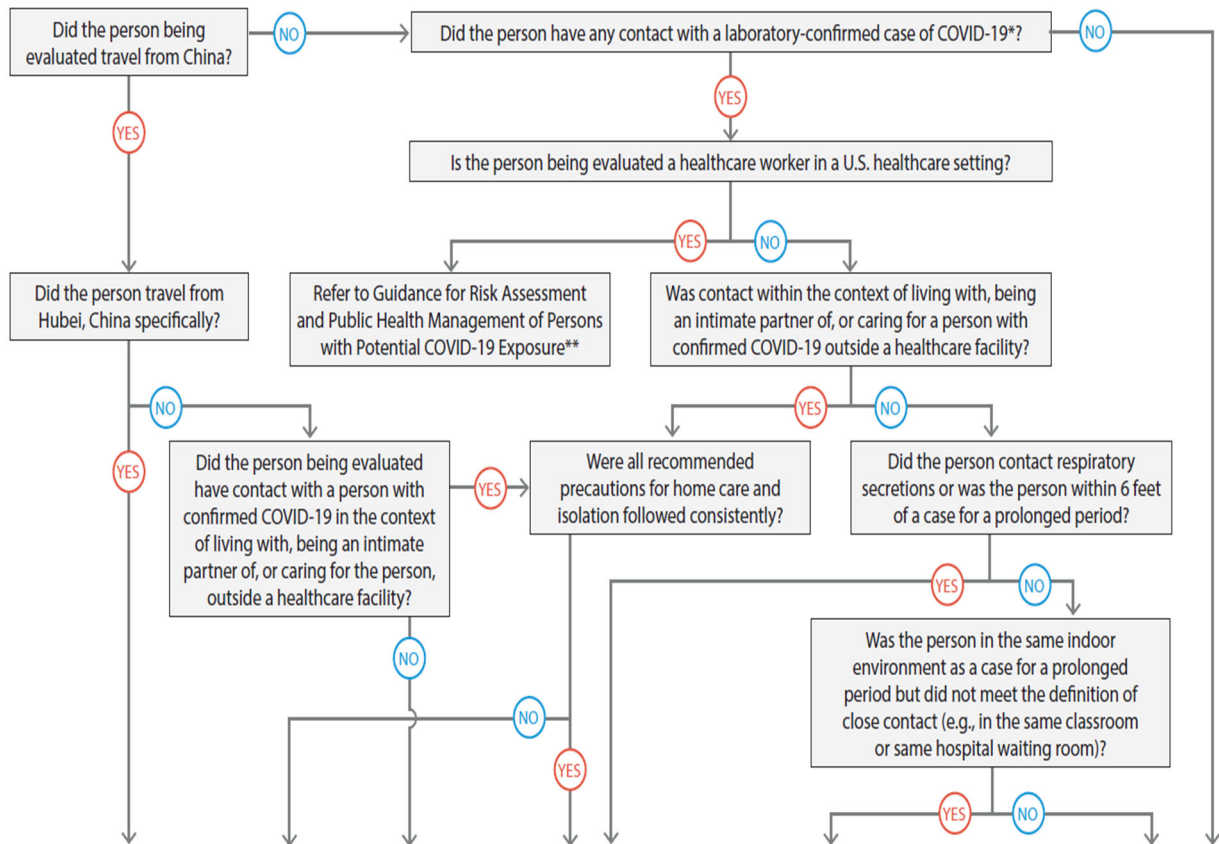 Did the person being
evaluated travel from China?
NO
Did the person have any contact with a laboratory-confirmed case of COVID-19*?
NO
YES
YES
Is the person being evaluated a healthcare worker in a U.S. healthcare setting?
YES
NO
Did the person travel from
Hubei, China specifically?
Refer to Guidance for Risk Assessment
and Public Health Management of Persons
with Potential COVID-19 Exposure**
Was contact within the context of living with, being
an intimate partner of, or caring for a person with
confirmed COVID-19 outside a healthcare facility?
NO
YES
NO
YES
Did the person being evaluated
have contact with a person with
confirmed COVID-19 in the context
of living with, being an intimate
partner of, or caring for the person,
outside a healthcare facility?
YES
Were all recommended
precautions for home care and
isolation followed consistently?
Did the person contact respiratory
secretions or was the person within 6 feet
of a case for a prolonged period?
YES
NO
NO
Was the person in the same indoor
environment as a case for a prolonged
period but did not meet the definition of
close contact (e.g., in the same classroom
or same hospital waiting room)?
NO
YES
YES
NO